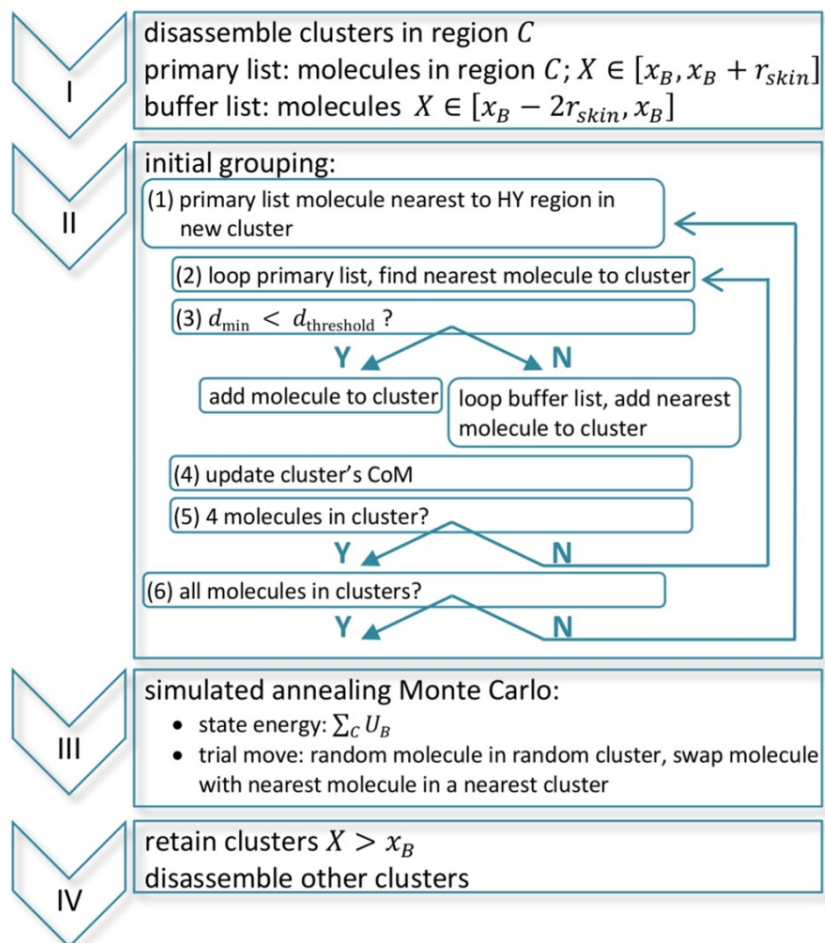 I
disassemble clusters in region C
primary list: molecules in region C; X ∈ [x_B, x_B + r_skin]
buffer list: molecules X ∈ [x_B − 2r_skin, x_B]
II
initial grouping:
(1) primary list molecule nearest to HY region in
new cluster
(2) loop primary list, find nearest molecule to cluster
(3) d_min < d_threshold ?
Y N
add molecule to cluster
loop buffer list, add nearest
molecule to cluster
(4) update cluster's CoM
(5) 4 molecules in cluster?
Y N
(6) all molecules in clusters?
Y N
III
simulated annealing Monte Carlo:
• state energy: ∑_C U_B
• trial move: random molecule in random cluster, swap molecule
with nearest molecule in a nearest cluster
IV
retain clusters X > x_B
disassemble other clusters